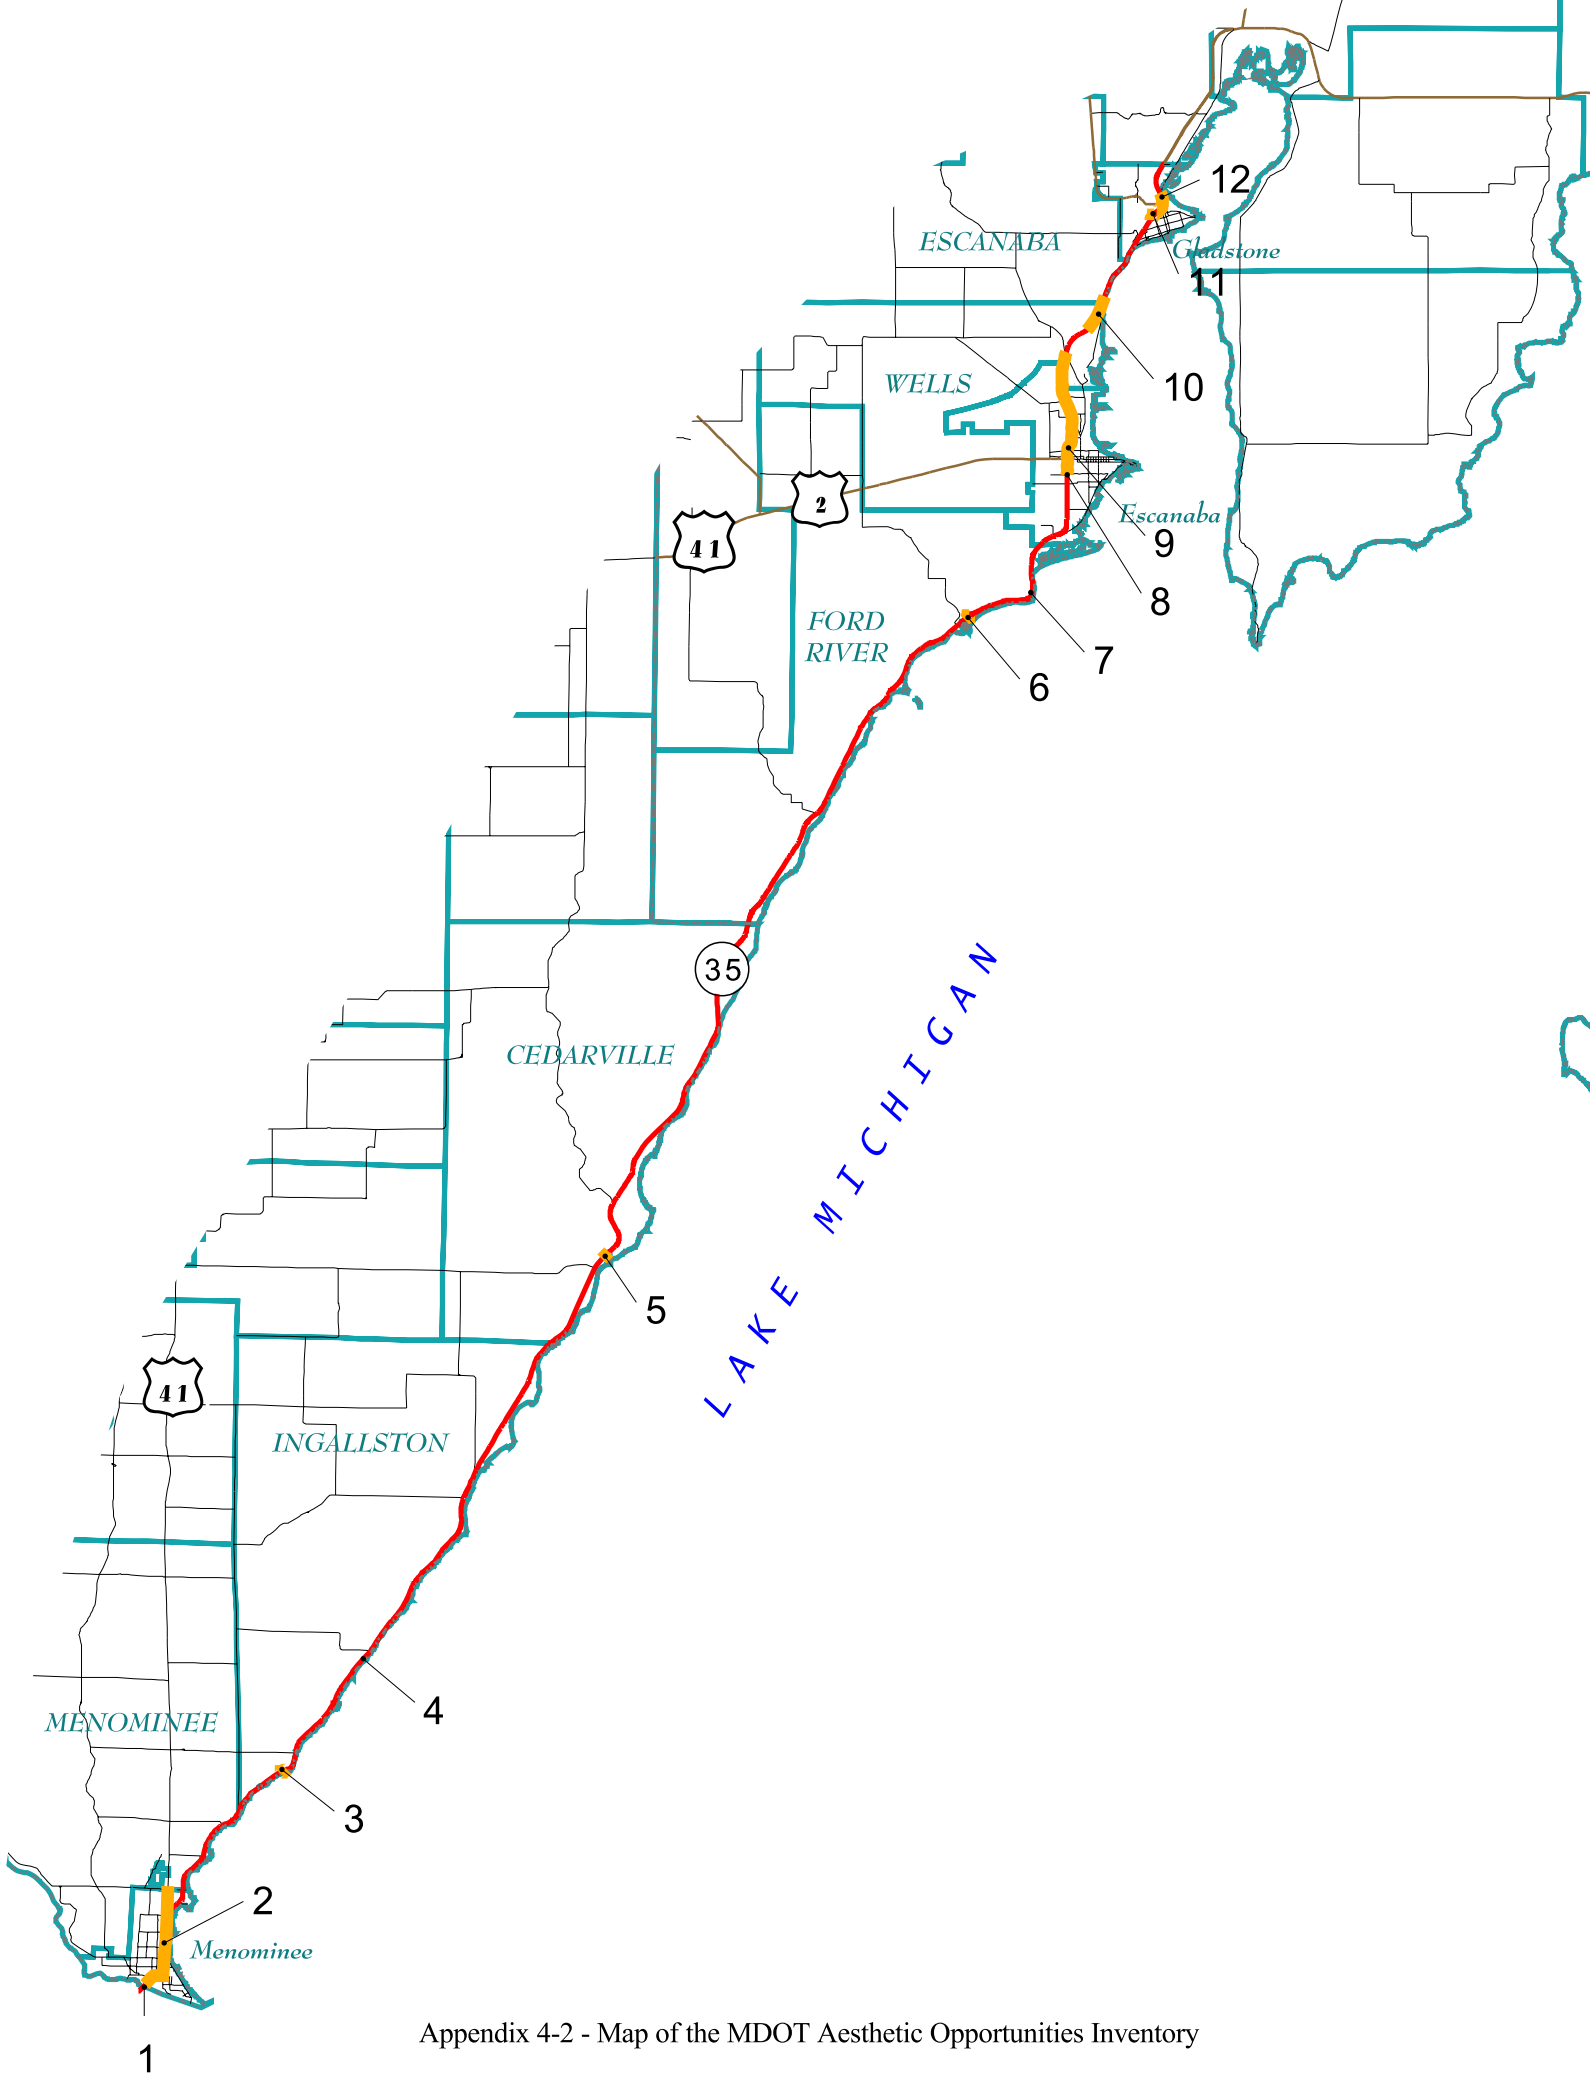 12
ESCANABA
Gladstone
11
WELLS
10
2
Escanaba
41
9
8
FORD
RIVER
7
6
35
LAKE MICHIGAN
CEDARVILLE
5
41
INGALLSTON
4
MENOMINEE
3
2
Menominee
Appendix 4-2 - Map of the MDOT Aesthetic Opportunities Inventory
1